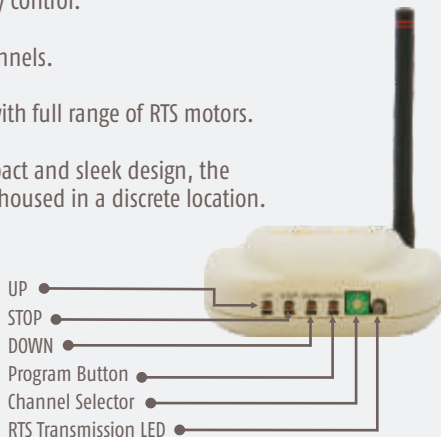 control.
nnels.
with full range of RTS motors.
pact and sleek design, the
housed in a discrete location.
UP
STOP
DOWN
Program Button
Channel Selector
RTS Transmission LED